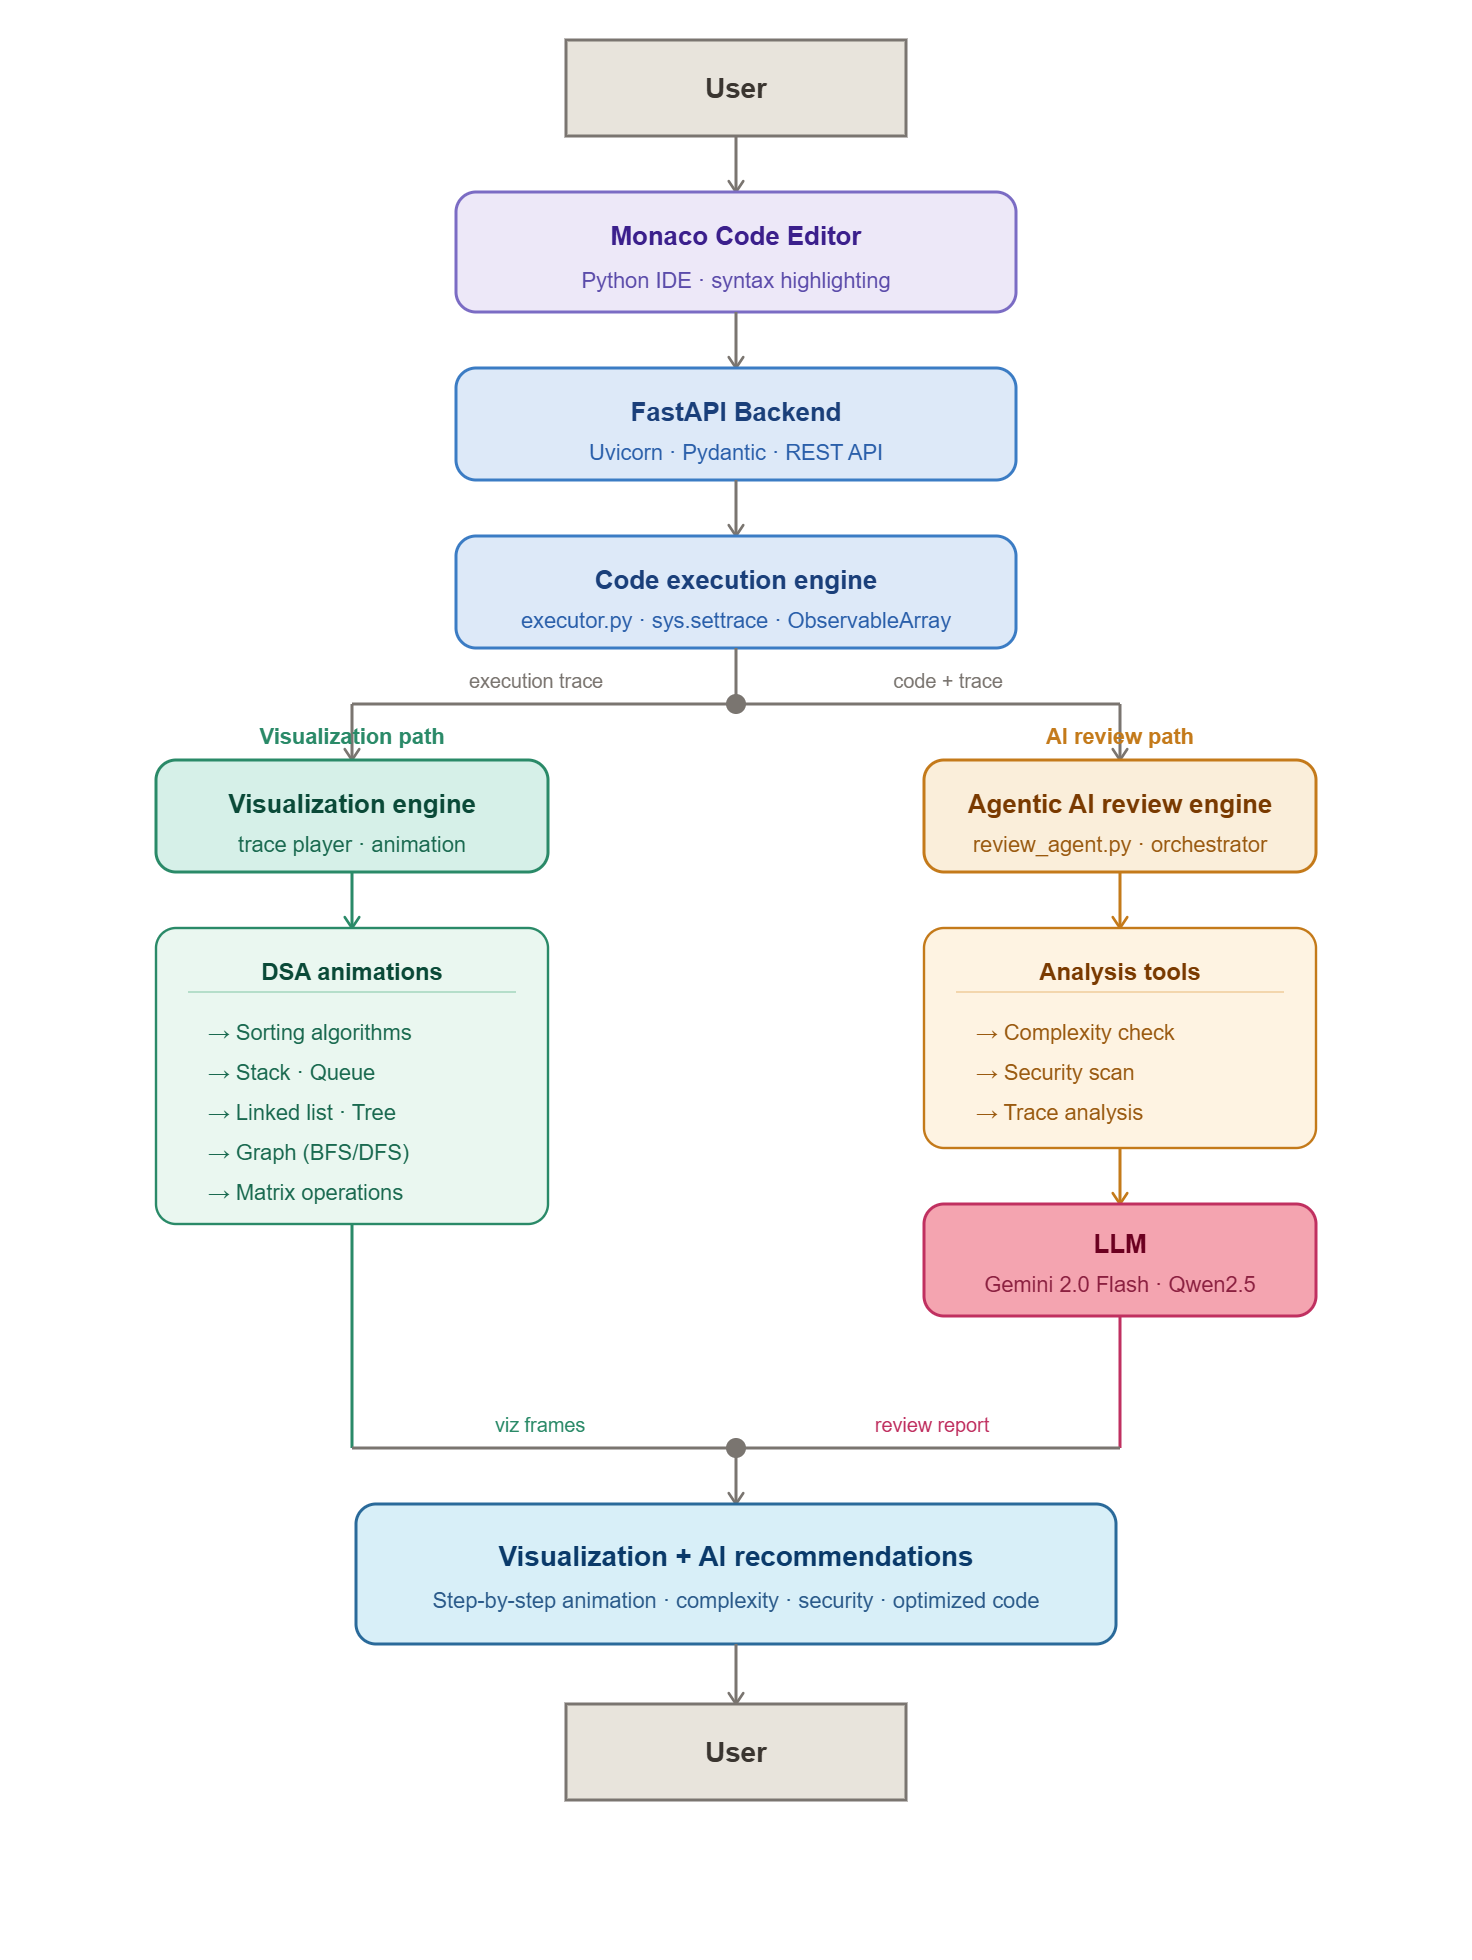 User
Monaco Code Editor
Python IDE · syntax highlighting
FastAPI Backend
Uvicorn · Pydantic · REST API
Code execution engine
executor.py · sys.settrace · ObservableArray
execution trace
code + trace
Visualization path
AI review path
Visualization engine
trace player · animation
Agentic AI review engine
review_agent.py · orchestrator
DSA animations
→ Sorting algorithms
→ Stack · Queue
→ Linked list · Tree
→ Graph (BFS/DFS)
→ Matrix operations
Analysis tools
→ Complexity check
→ Security scan
→ Trace analysis
LLM
Gemini 2.0 Flash · Qwen2.5
viz frames
review report
Visualization + AI recommendations
Step-by-step animation · complexity · security · optimized code
User